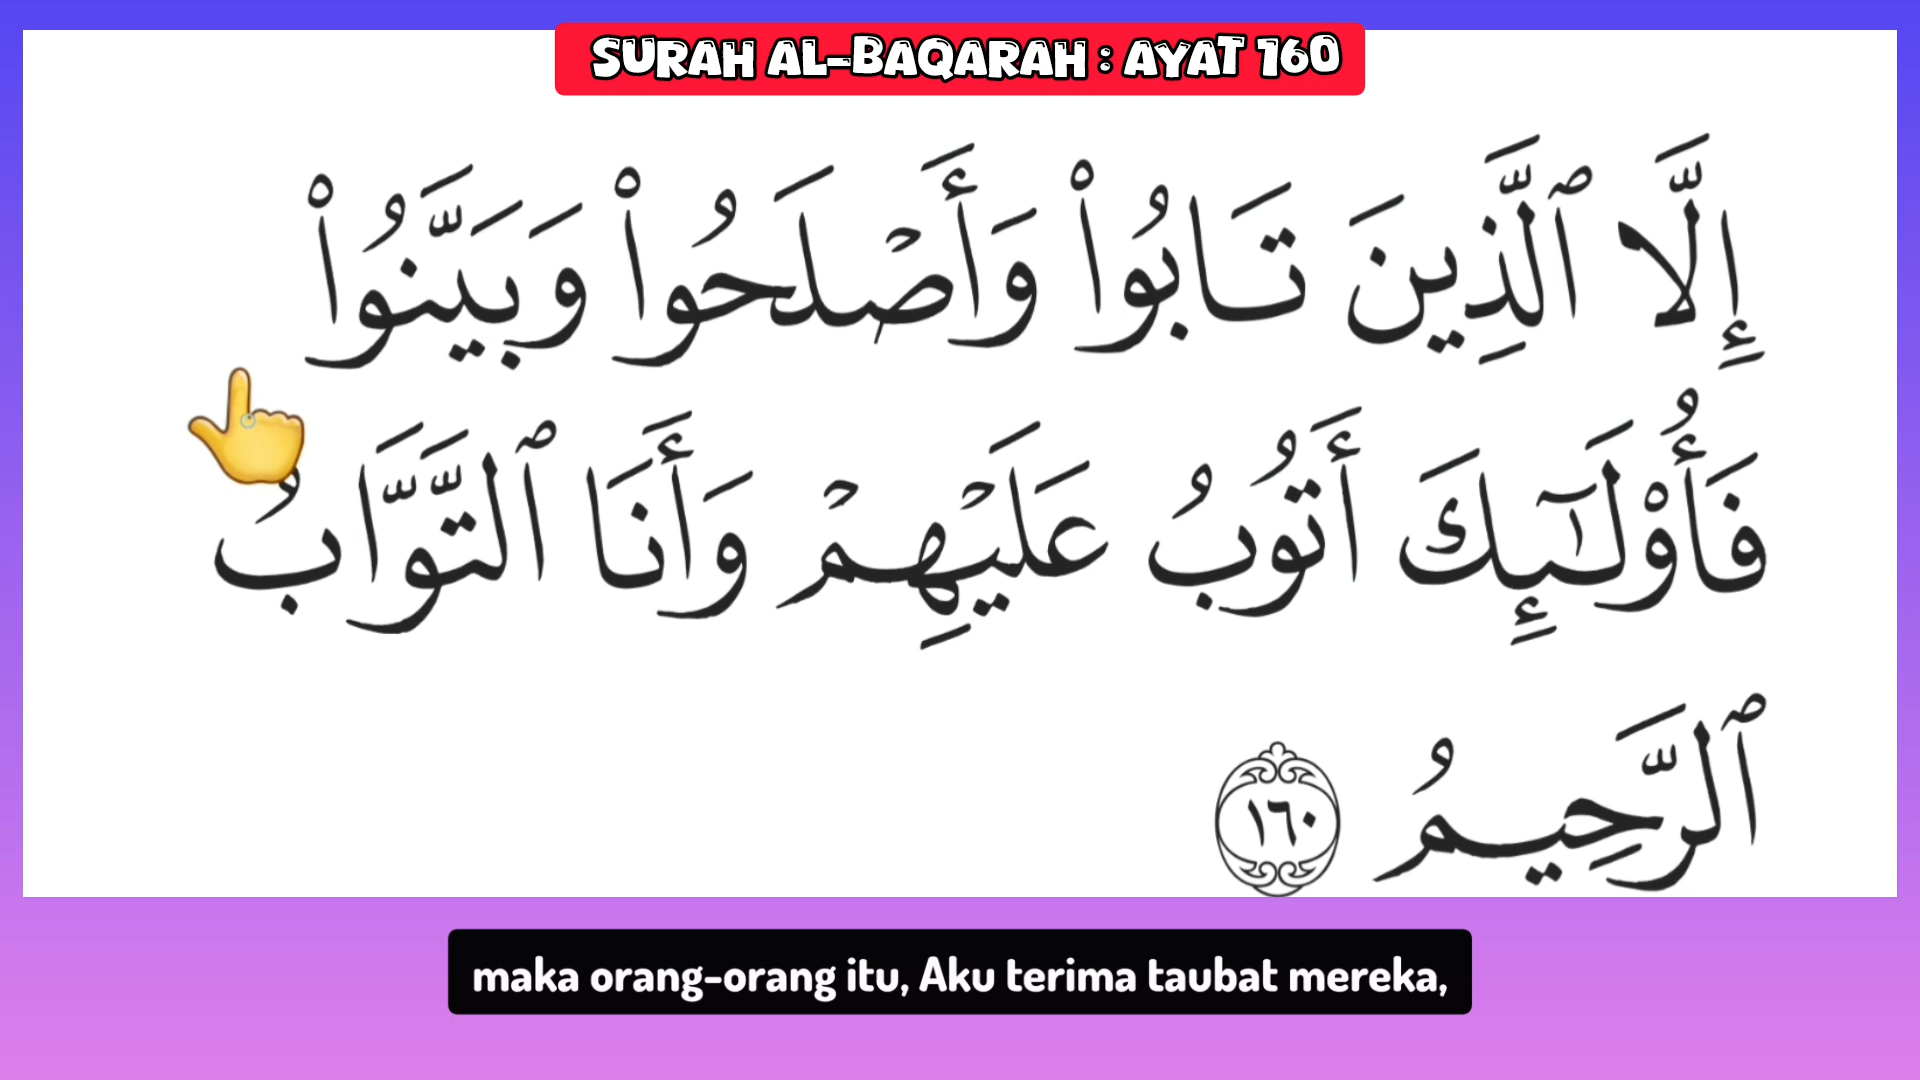 SURAH AL-BAQARAH : AYAT 160
إِلَّا ٱلَّذِينَ تَابُوا۟ وَأَصْلَحُوا۟ وَبَيَّنُوا۟
فَأُو۟لَـٰٓئِكَ أَتُوبُ عَلَيْهِمْ وَأَنَا ٱلتَّوَّابُ
ٱلرَّحِيمُ ١٦٠
maka orang-orang itu, Aku terima taubat mereka,